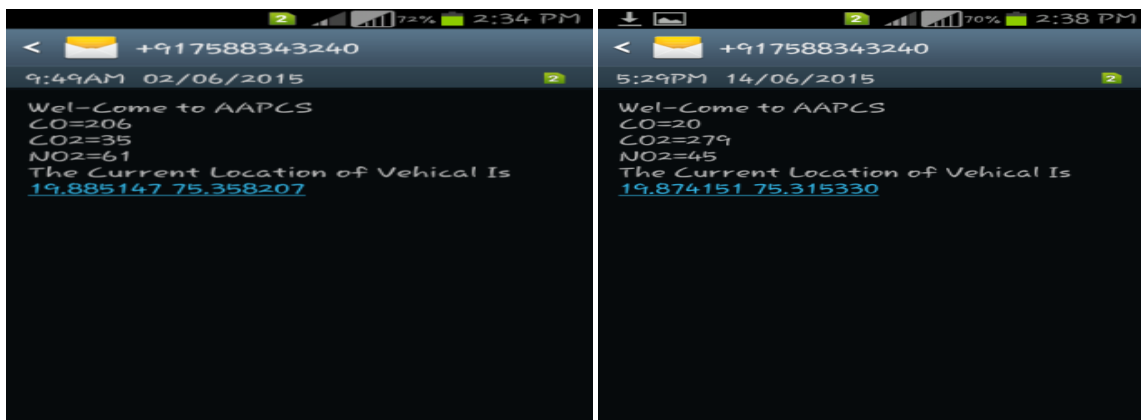 2 72% 2:34 PM
< +917588343240
9:49AM 02/06/2015 2
Wel-Come to AAPCS
CO=206
CO2=35
NO2=61
The Current Location of Vehical Is
19.885147 75.358207
2 70% 2:38 PM
< +917588343240
5:29PM 14/06/2015 2
Wel-Come to AAPCS
CO=20
CO2=279
NO2=45
The Current Location of Vehical Is
19.874151 75.315330